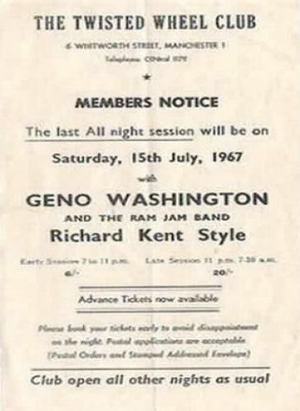 THE TWISTED WHEEL CLUB
6 WHITWORTH STREET, MANCHESTER 1
Telephone: CENtral 1179
★
MEMBERS NOTICE
The last All night session will be on
Saturday, 15th July, 1967
with
GENO WASHINGTON
AND THE RAM JAM BAND
Richard Kent Style
Early Session 7 to 11 p.m. Late Session 11 p.m. 7.30 a.m.
6/- 20/-
Advance Tickets now available
Please book your tickets early to avoid disappointment
on the night. Postal applications are acceptable
(Postal Orders and Stamped Addressed Envelope)
Club open all other nights as usual